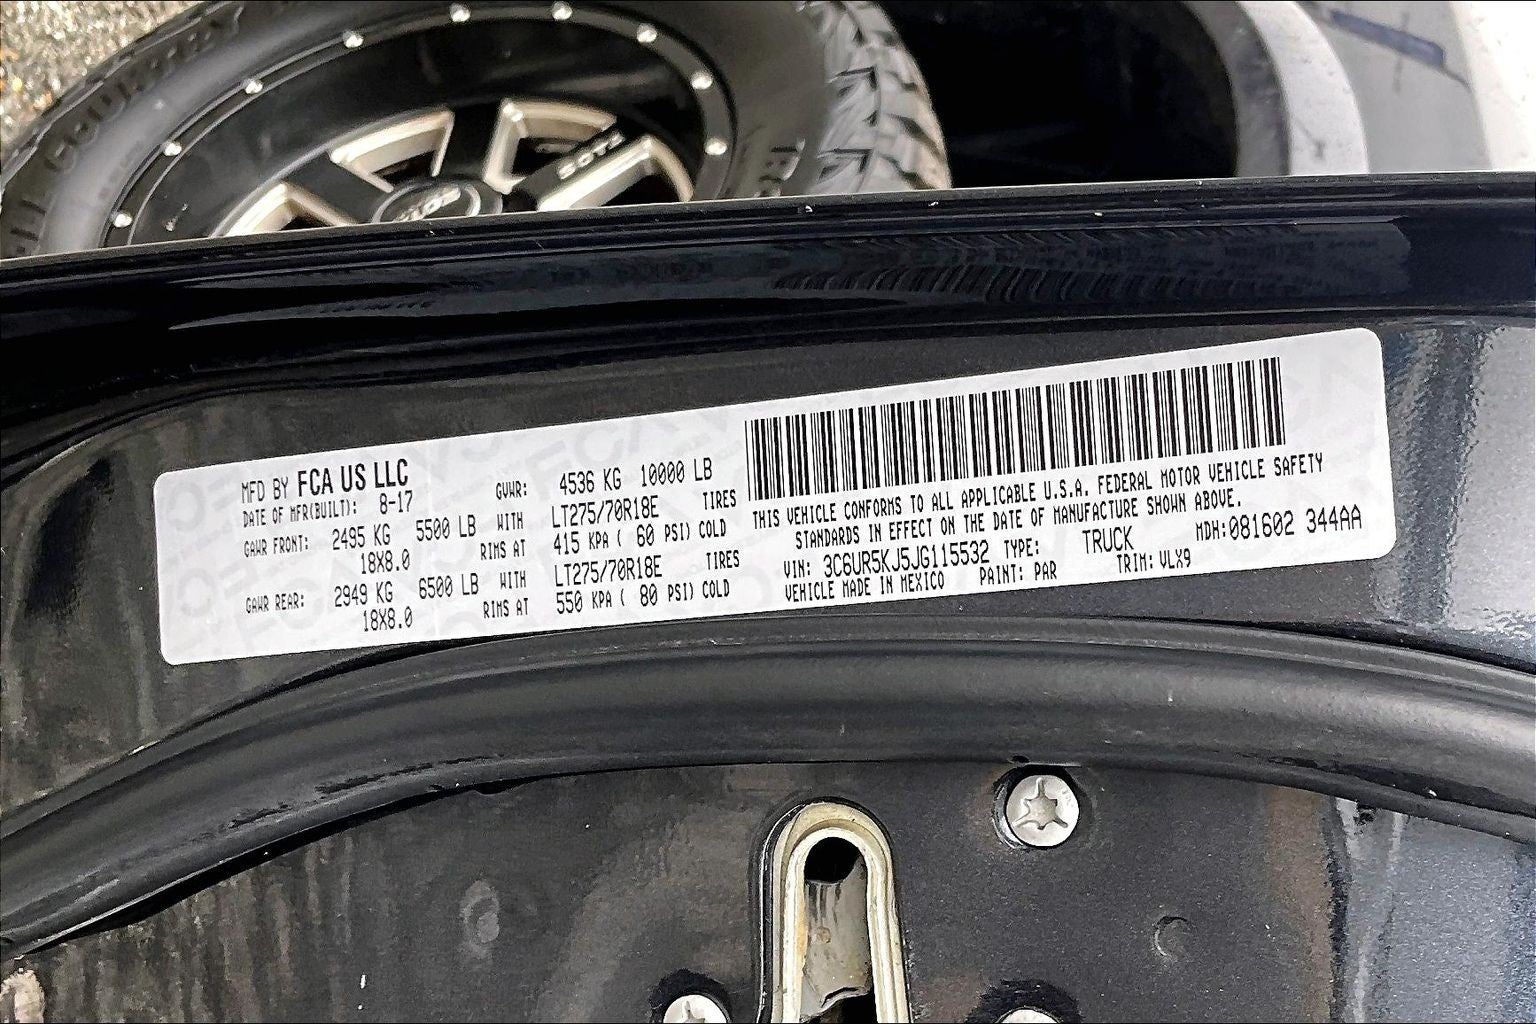 MFD BY FCA US LLC
DATE OF MFR(BUILT): 8-17
GVWR: 4536 KG 10000 LB
GAWR FRONT: 2495 KG 5500 LB WITH LT275/70R18E TIRES
18X8.0 RIMS AT 415 KPA ( 60 PSI) COLD
GAWR REAR: 2949 KG 6500 LB WITH LT275/70R18E TIRES
18X8.0 RIMS AT 550 KPA ( 80 PSI) COLD
THIS VEHICLE CONFORMS TO ALL APPLICABLE U.S.A. FEDERAL MOTOR VEHICLE SAFETY
STANDARDS IN EFFECT ON THE DATE OF MANUFACTURE SHOWN ABOVE.
VIN: 3C6UR5KJ5JG115532 TYPE: TRUCK MDH:081602 344AA
VEHICLE MADE IN MEXICO PAINT: PAR TRIM:VLX9